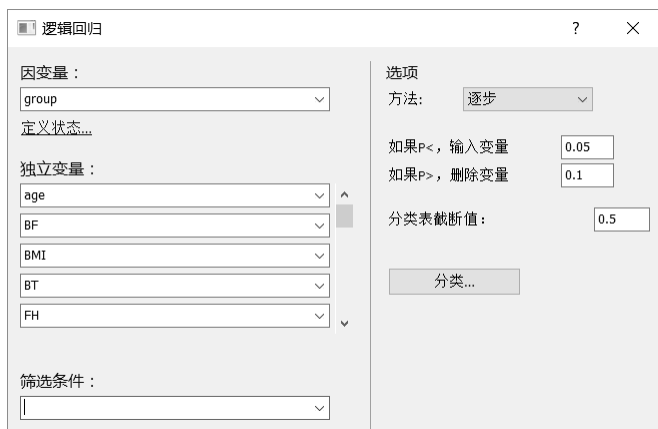 逻辑回归
?
因变量：
group
定义状态...
独立变量：
age
BF
BMI
BT
FH
筛选条件：
选项
方法:
逐步
如果P<，输入变量
0.05
如果P>，删除变量
0.1
分类表截断值：
0.5
分类...